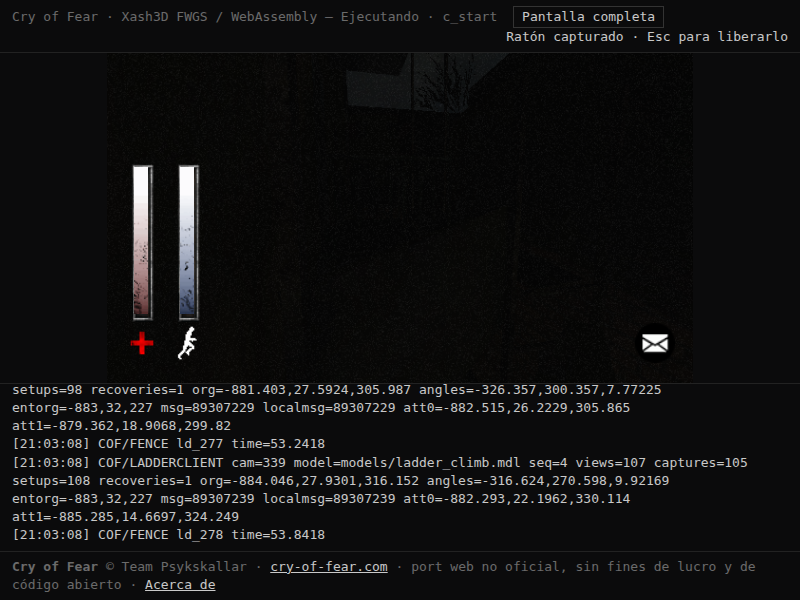 Cry of Fear · Xash3D FWGS / WebAssembly — Ejecutando · c_start Pantalla completa
Ratón capturado · Esc para liberarlo
setups=98 recoveries=1 org=-881.403,27.5924,305.987 angles=-326.357,300.357,7.77225
entorg=-883,32,227 msg=89307229 localmsg=89307229 att0=-882.515,26.2229,305.865
att1=-879.362,18.9068,299.82
[21:03:08] COF/FENCE ld_277 time=53.2418
[21:03:08] COF/LADDERCLIENT cam=339 model=models/ladder_climb.mdl seq=4 views=107 captures=105
setups=108 recoveries=1 org=-884.046,27.9301,316.152 angles=-316.624,270.598,9.92169
entorg=-883,32,227 msg=89307239 localmsg=89307239 att0=-882.293,22.1962,330.114
att1=-885.285,14.6697,324.249
[21:03:08] COF/FENCE ld_278 time=53.8418
Cry of Fear © Team Psykskallar · cry-of-fear.com · port web no oficial, sin fines de lucro y de
código abierto · Acerca de